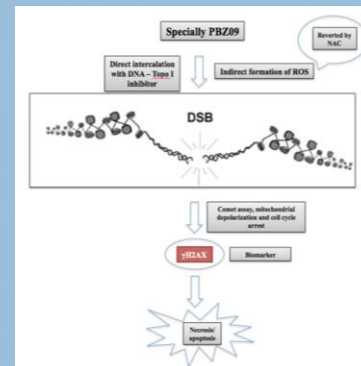 Specially PBZ09
Reverted by
NAC
Direct intercalation
with DNA – Topo I
inhibitor
Indirect formation of ROS
DSB
Comet assay, mitochondrial
depolarization and cell cycle
arrest
γH2AX
Biomarker
Necrosis/
apoptosis